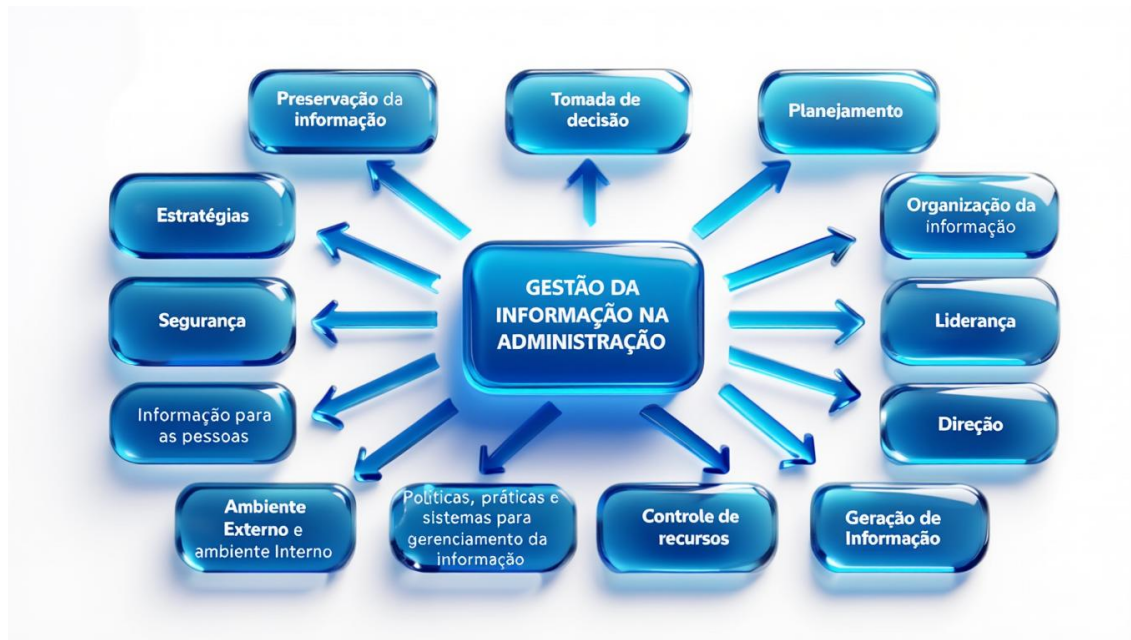 Preservação da
informação
Tomada de
decisão
Planejamento
Estratégias
Organização da
informação
GESTÃO DA
INFORMAÇÃO NA
ADMINISTRAÇÃO
Segurança
Liderança
Informação para
as pessoas
Direção
Ambiente
Externo e
ambiente Interno
Políticas, práticas e
sistemas para
gerenciamento da
informação
Controle de
recursos
Geração de
Informação